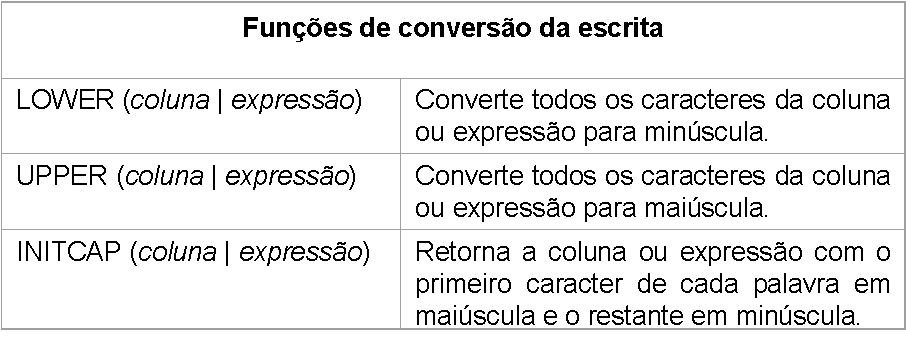 Funções de conversão da escrita
LOWER (coluna | expressão)
Converte todos os caracteres da coluna
ou expressão para minúscula.
UPPER (coluna | expressão)
Converte todos os caracteres da coluna
ou expressão para maiúscula.
INITCAP (coluna | expressão)
Retorna a coluna ou expressão com o
primeiro caracter de cada palavra em
maiúscula e o restante em minúscula.